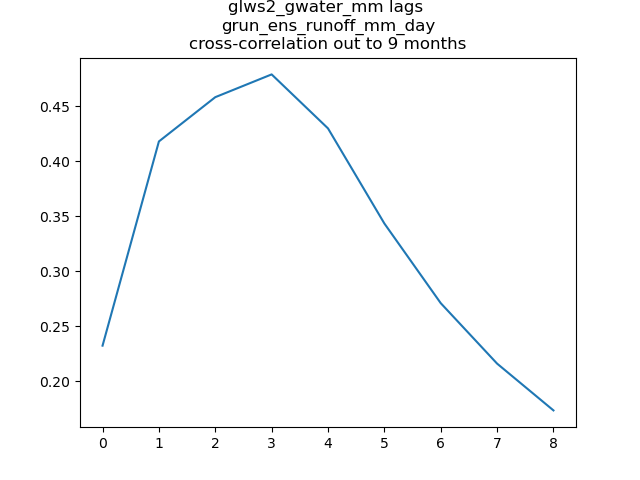 glws2_gwater_mm lags
grun_ens_runoff_mm_day
cross-correlation out to 9 months
0.45
0.40
0.35
0.30
0.25
0.20
0 1 2 3 4 5 6 7 8